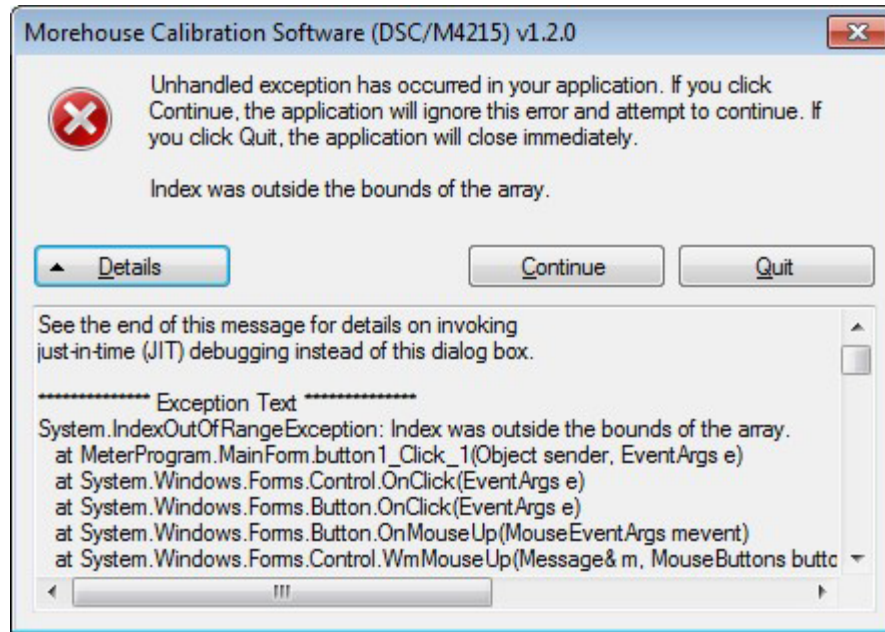 Morehouse Calibration Software (DSC/M4215) v1.2.0
Unhandled exception has occurred in your application. If you click
Continue, the application will ignore this error and attempt to continue. If
you click Quit, the application will close immediately.
Index was outside the bounds of the array.
Details
Continue
Quit
See the end of this message for details on invoking
just-in-time (JIT) debugging instead of this dialog box.
************** Exception Text **************
System.IndexOutOfRangeException: Index was outside the bounds of the array.
at MeterProgram.MainForm.button1_Click_1(Object sender, EventArgs e)
at System.Windows.Forms.Control.OnClick(EventArgs e)
at System.Windows.Forms.Button.OnClick(EventArgs e)
at System.Windows.Forms.Button.OnMouseUp(MouseEventArgs mevent)
at System.Windows.Forms.Control.WmMouseUp(Message& m, MouseButtons butto